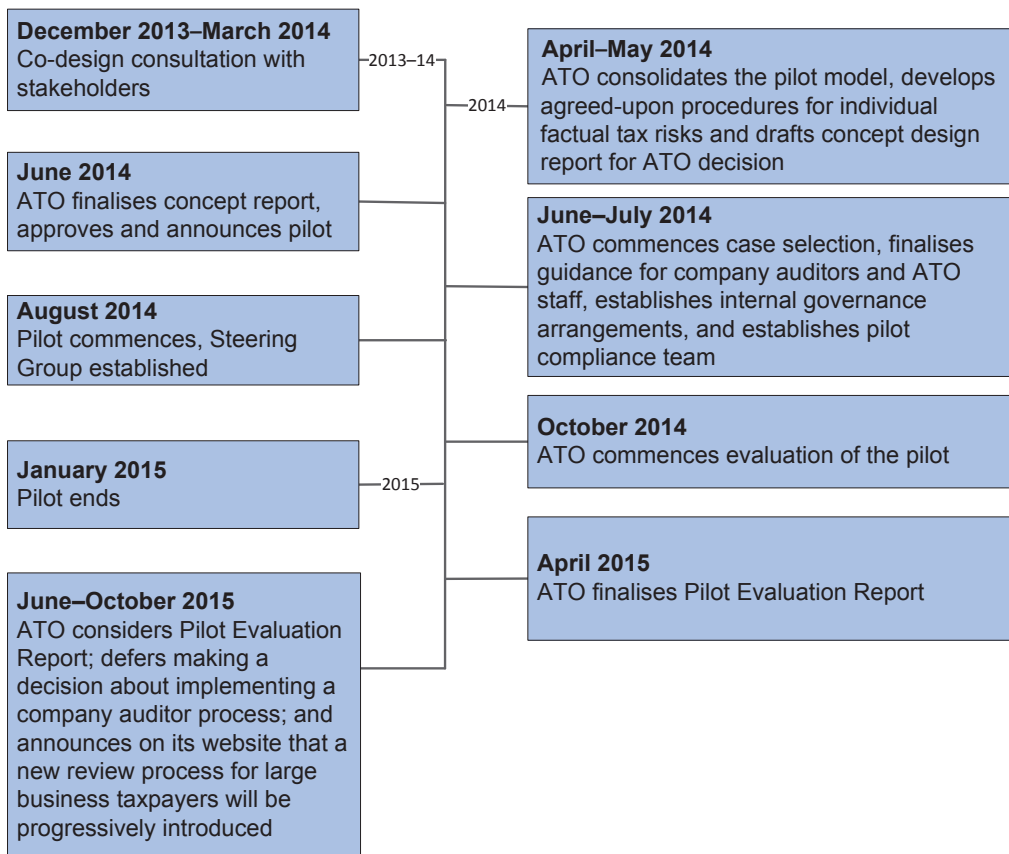 December 2013–March 2014
Co-design consultation with
stakeholders
2013–14
April–May 2014
ATO consolidates the pilot model, develops
agreed-upon procedures for individual
factual tax risks and drafts concept design
report for ATO decision
2014
June 2014
ATO finalises concept report,
approves and announces pilot
June–July 2014
ATO commences case selection, finalises
guidance for company auditors and ATO
staff, establishes internal governance
arrangements, and establishes pilot
compliance team
August 2014
Pilot commences, Steering
Group established
October 2014
ATO commences evaluation of the pilot
January 2015
Pilot ends
2015
April 2015
ATO finalises Pilot Evaluation Report
June–October 2015
ATO considers Pilot Evaluation
Report; defers making a
decision about implementing a
company auditor process; and
announces on its website that a
new review process for large
business taxpayers will be
progressively introduced